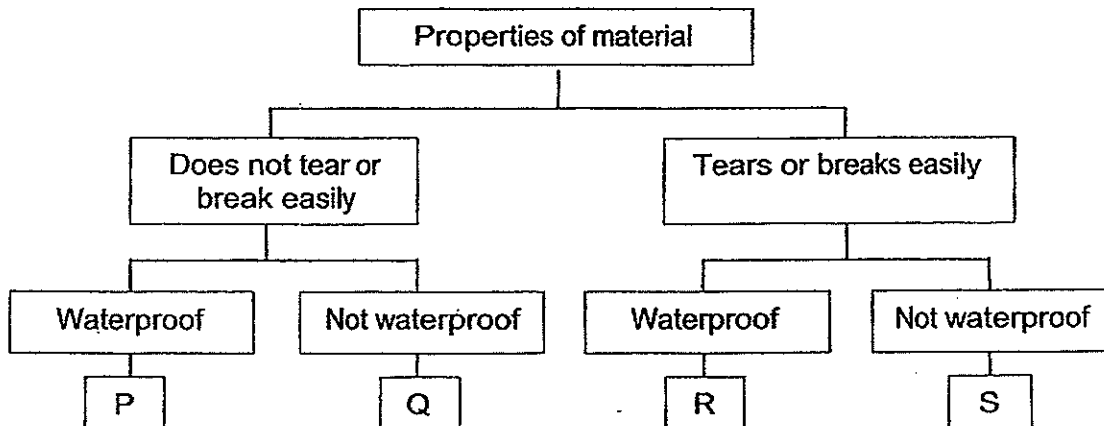 Properties of material
Does not tear or
break easily
Tears or breaks easily
Waterproof
Not waterproof
Waterproof
Not waterproof
P
Q
R
S